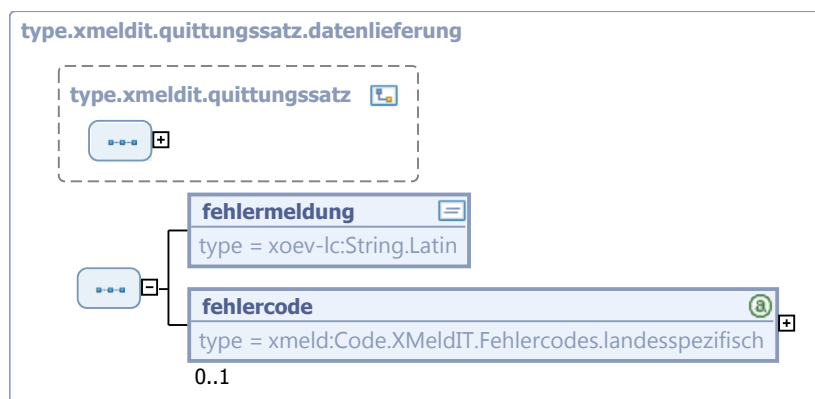 type.xmeldit.quittungssatz.datenlieferung
type.xmeldit.quittungssatz
fehlermeldung
type = xoev-lc:String.Latin
fehlercode
type = xmeld:Code.XMeldIT.Fehlercodes.landesspezifisch
0..1